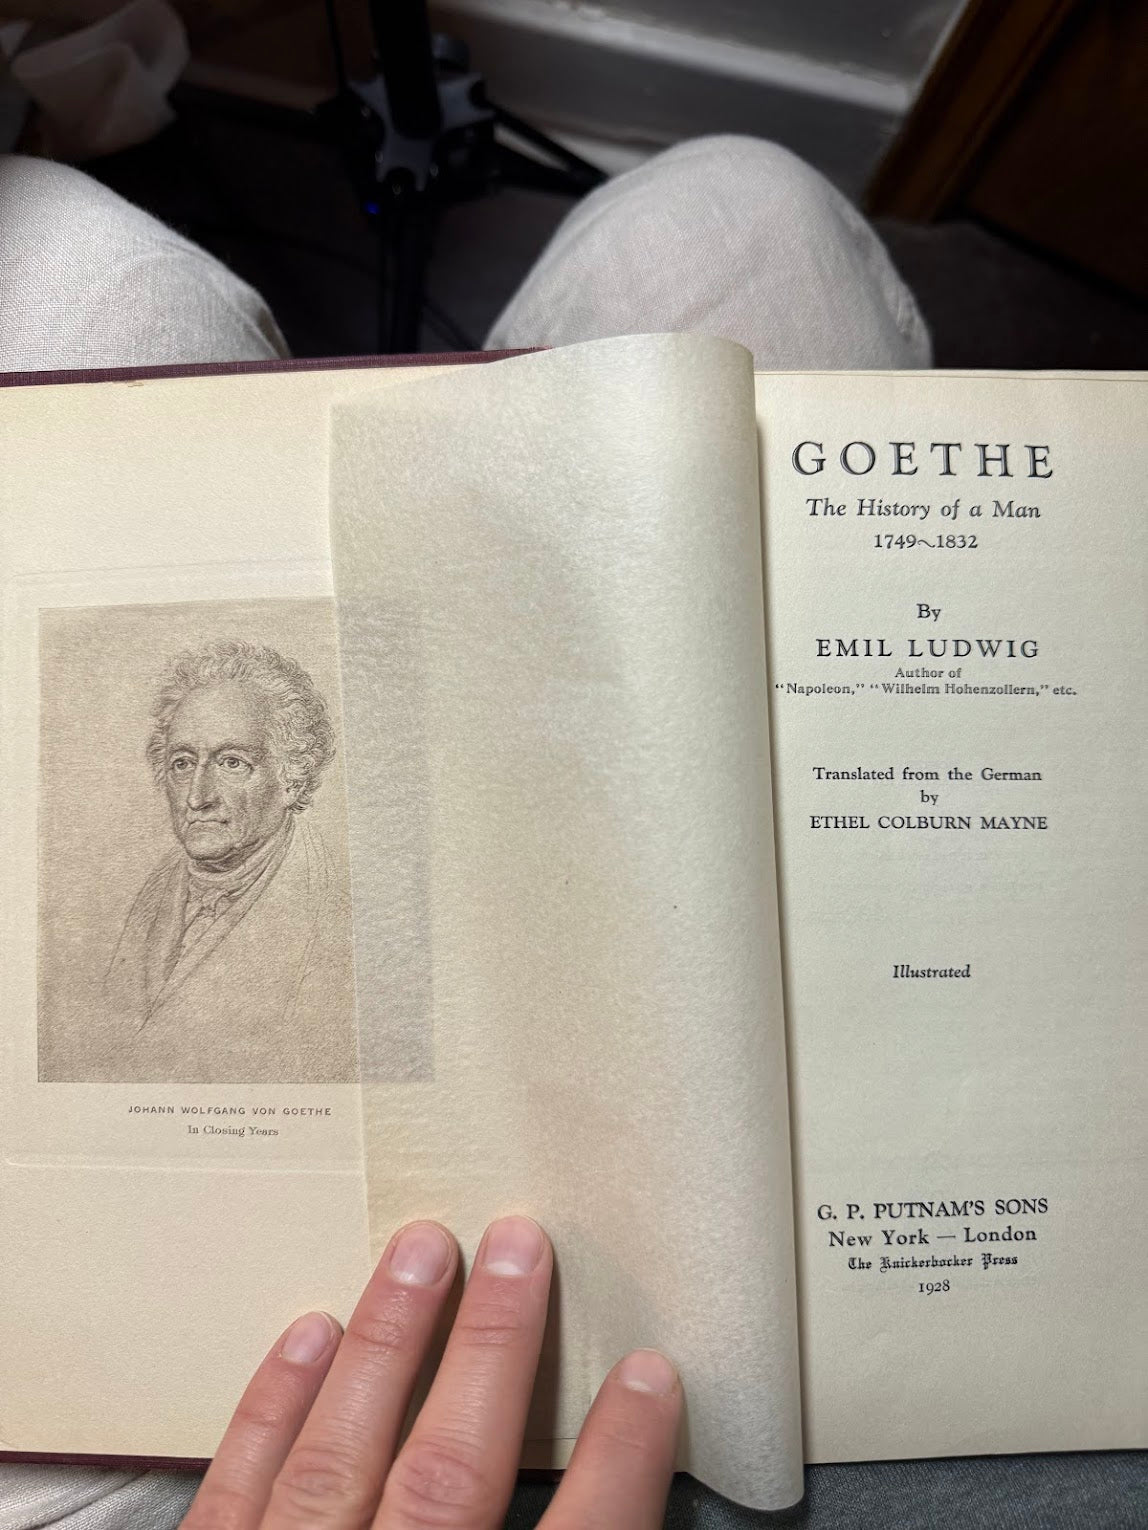 JOHANN WOLFGANG VON GOETHE
In Closing Years
GOETHE
The History of a Man
1749~1832
By
EMIL LUDWIG
Author of
“Napoleon,” “Wilhelm Hohenzollern,” etc.
Translated from the German
by
ETHEL COLBURN MAYNE
Illustrated
G. P. PUTNAM'S SONS
New York — London
The Knickerbocker Press
1928